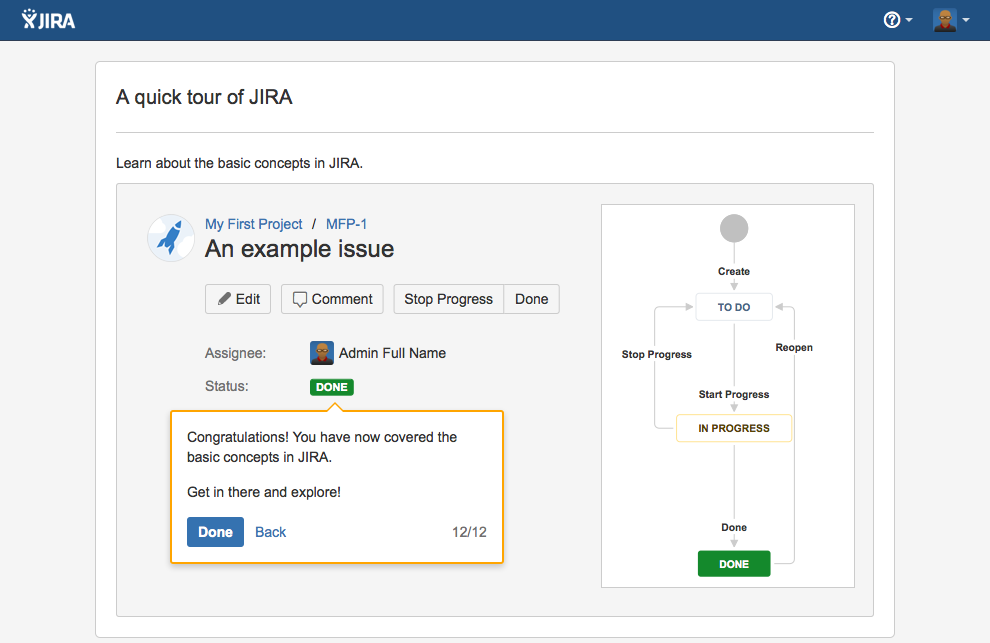 JIRA
A quick tour of JIRA
Learn about the basic concepts in JIRA.
My First Project / MFP-1
An example issue
Edit Comment Stop Progress Done
Assignee: Admin Full Name
Status: DONE
Congratulations! You have now covered the
basic concepts in JIRA.
Get in there and explore!
Done Back 12/12
Create
TO DO
Reopen
Stop Progress
Start Progress
IN PROGRESS
Done
DONE